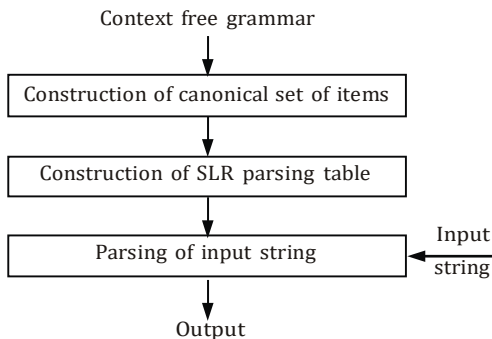 Context free grammar
Construction of canonical set of items
Construction of SLR parsing table
Parsing of input string
Input
string
Output